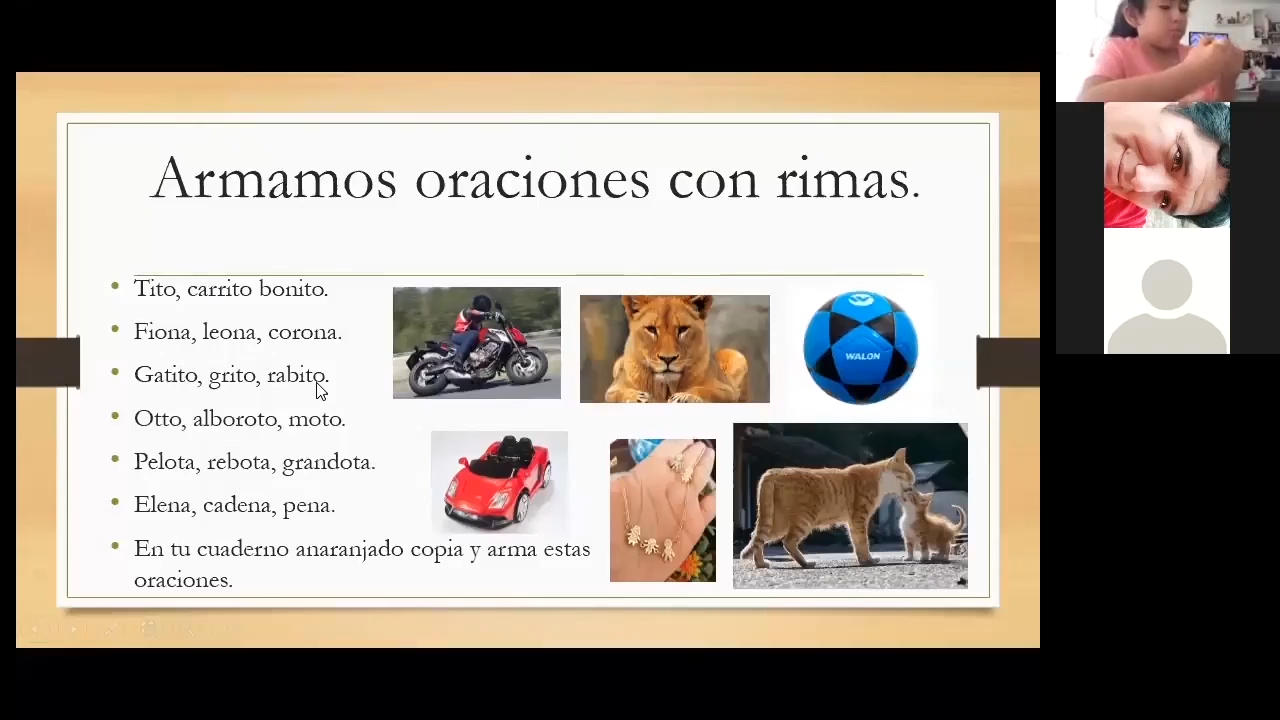 Armamos oraciones con rimas.
Tito, carrito bonito.
Fiona, leona, corona.
Gatito, grito, rabito.
Otto, alboroto, moto.
Pelota, rebota, grandota.
Elena, cadena, pena.
En tu cuaderno anaranjado copia y arma estas
oraciones.
WALON